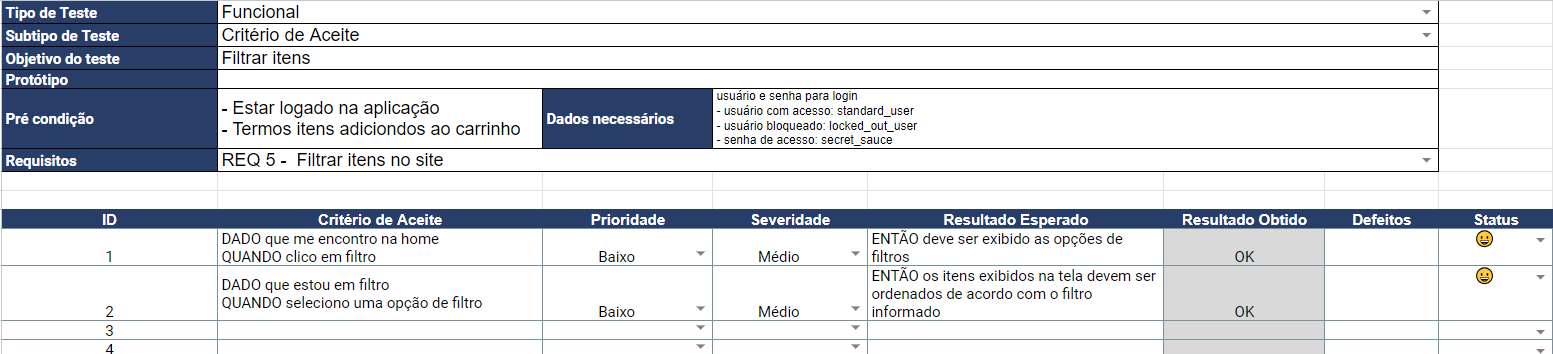 Tipo de Teste Funcional
Subtipo de Teste Critério de Aceite
Objetivo do teste Filtrar itens
Protótipo
Pré condição
- Estar logado na aplicação
- Termos itens adiciondos ao carrinho
Dados necessários
usuário e senha para login
- usuário com acesso: standard_user
- usuário bloqueado: locked_out_user
- senha de acesso: secret_sauce
Requisitos REQ 5 -  Filtrar itens no site
ID Critério de Aceite Prioridade Severidade Resultado Esperado Resultado Obtido Defeitos Status
1
DADO que me encontro na home
QUANDO clico em filtro
Baixo
Médio
ENTÃO deve ser exibido as opções de
filtros
OK
2
DADO que estou em filtro
QUANDO seleciono uma opção de filtro
Baixo
Médio
ENTÃO os itens exibidos na tela devem ser
ordenados de acordo com o filtro
informado
OK
3
4